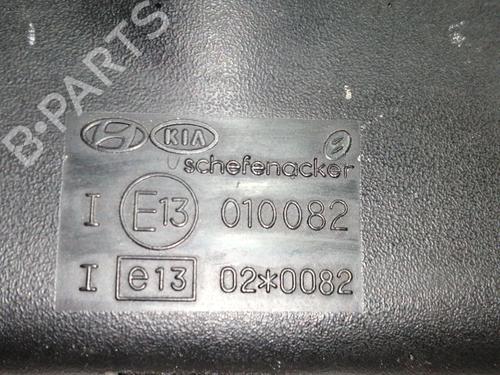 B-PARTS
KIA
schefenacker
I E13 010082
I e13 02*0082